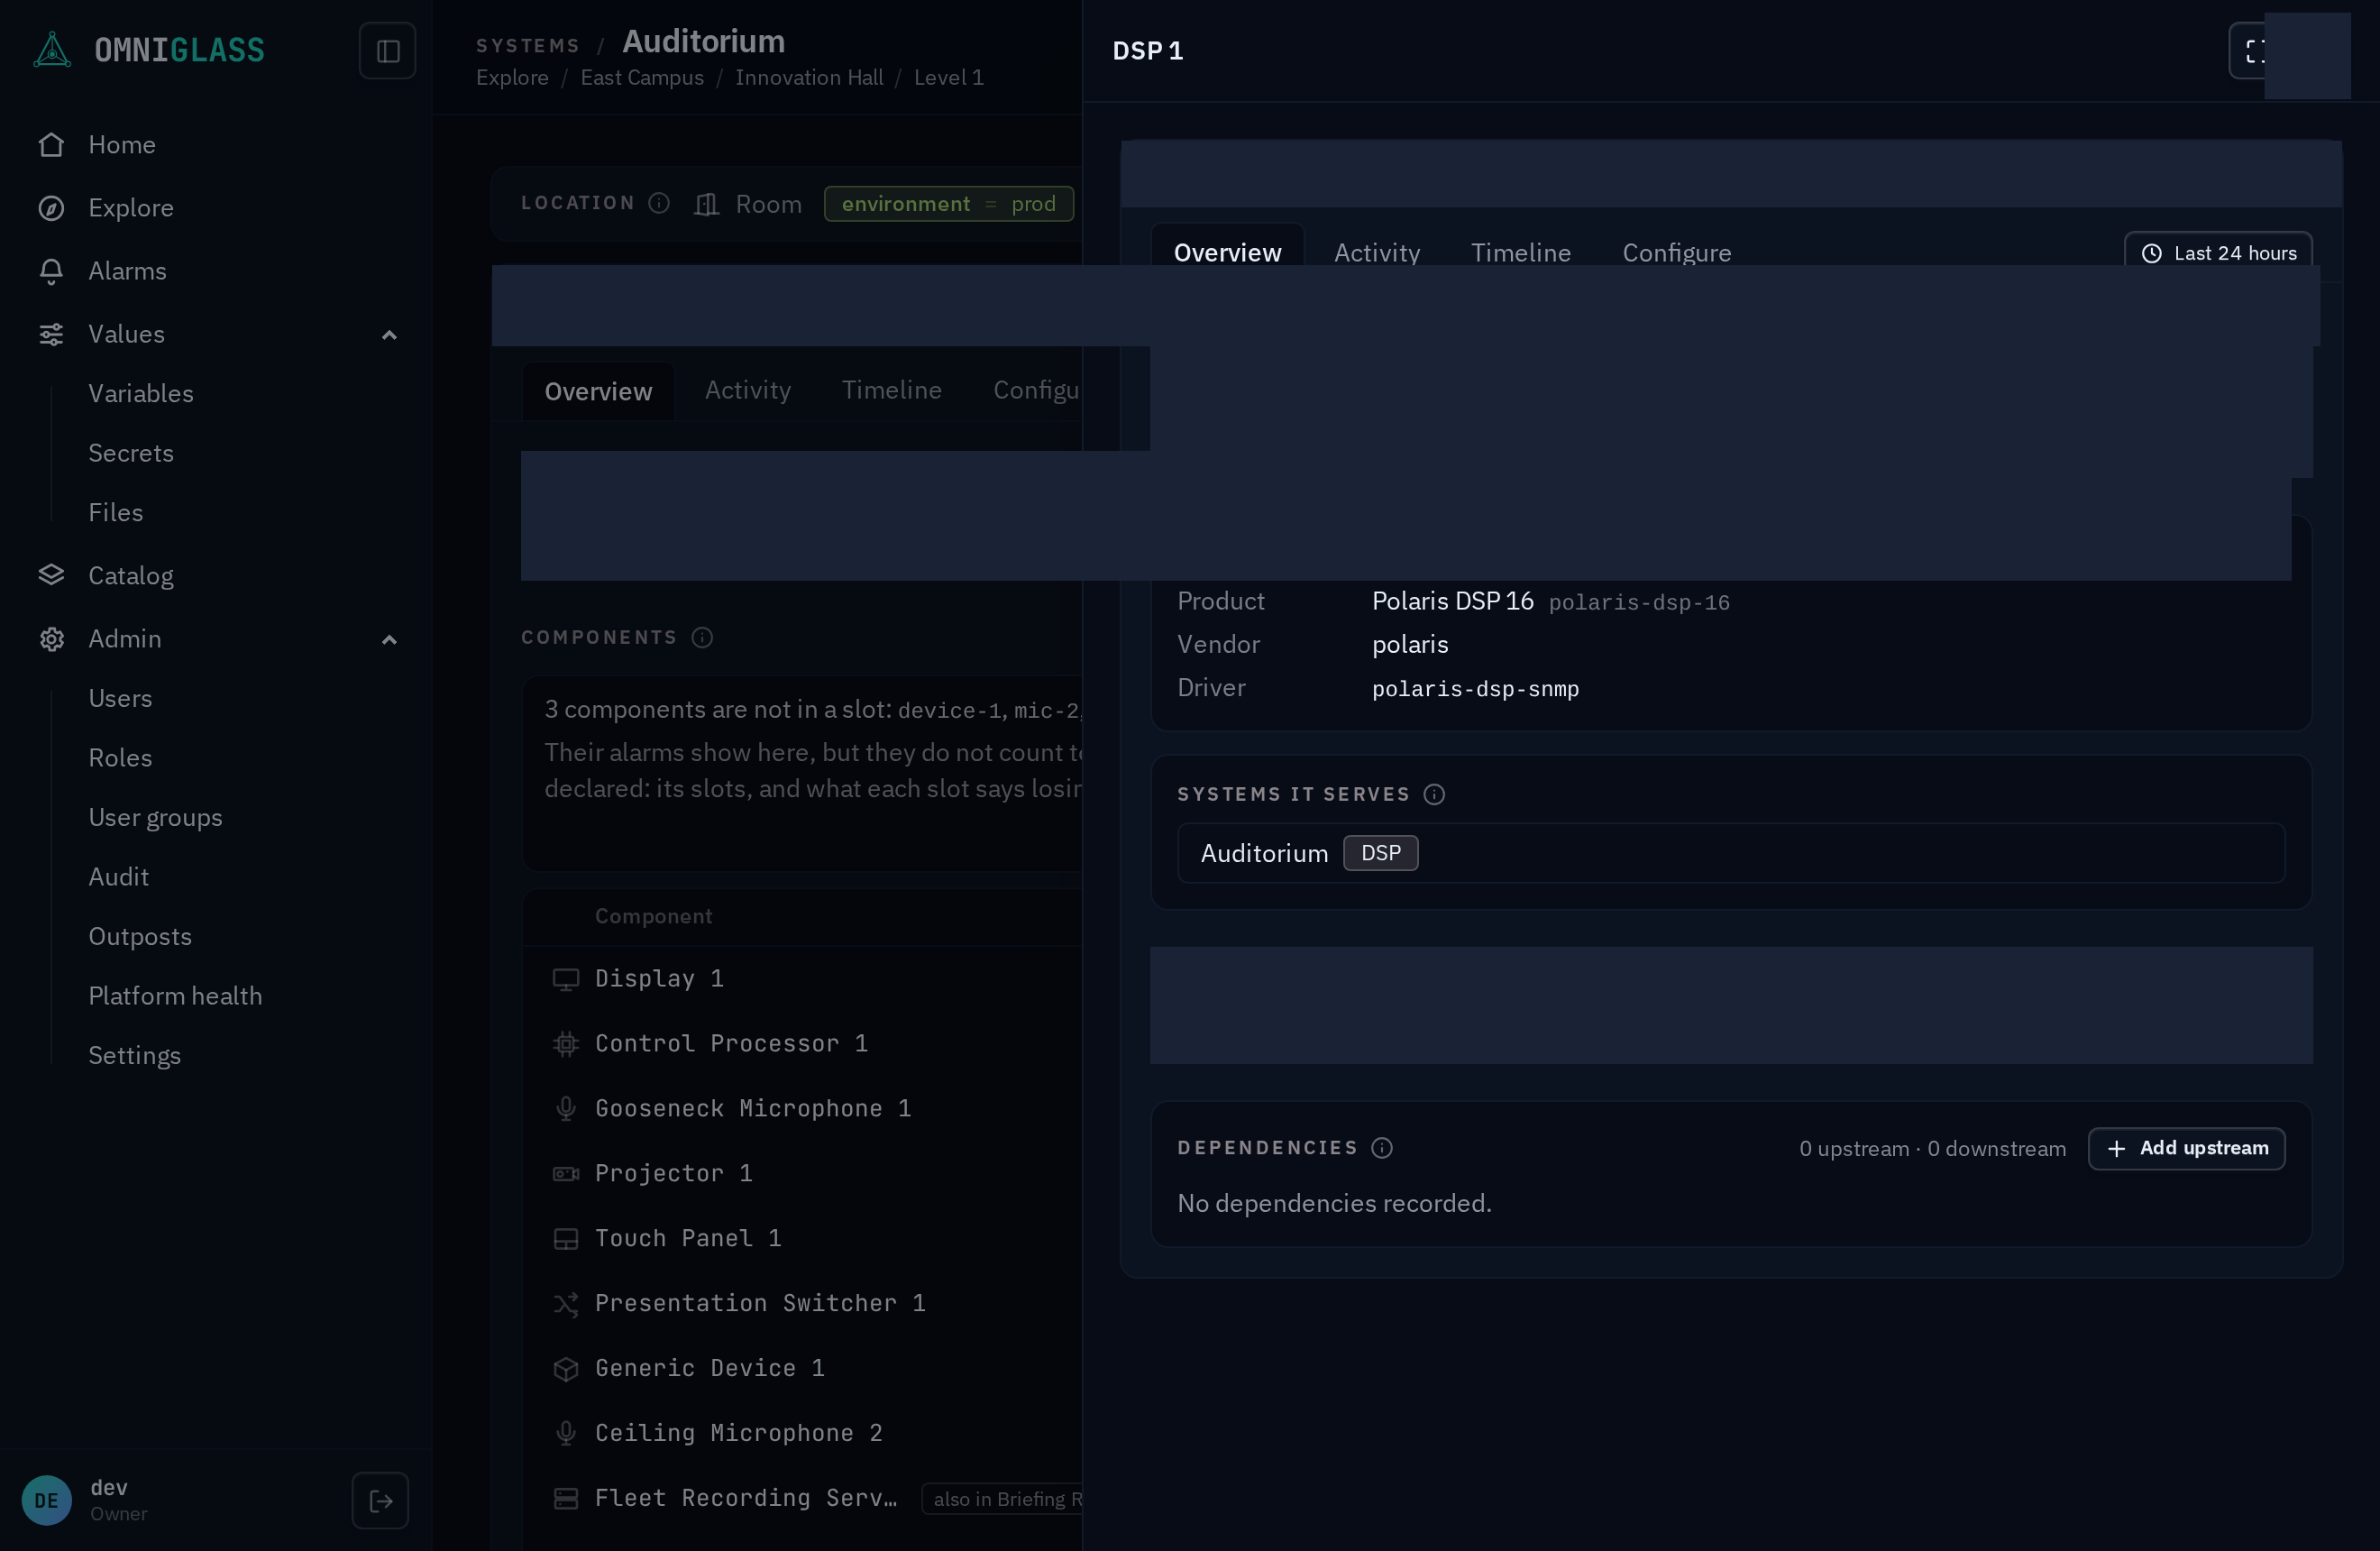 OMNIGLASS
Home
Explore
Alarms
Values
Variables
Secrets
Files
Catalog
Admin
Users
Roles
User groups
Audit
Outposts
Platform health
Settings
DE
dev
Owner
SYSTEMS / Auditorium
Explore / East Campus / Innovation Hall / Level 1
LOCATION Room environment = prod
Overview Activity Timeline Configu
COMPONENTS
3 components are not in a slot: device-1, mic-2,
Their alarms show here, but they do not count to
declared: its slots, and what each slot says losin
Component
Display 1
Control Processor 1
Gooseneck Microphone 1
Projector 1
Touch Panel 1
Presentation Switcher 1
Generic Device 1
Ceiling Microphone 2
Fleet Recording Serv… also in Briefing R
DSP 1
Overview Activity Timeline Configure Last 24 hours
Product Polaris DSP 16 polaris-dsp-16
Vendor polaris
Driver polaris-dsp-snmp
SYSTEMS IT SERVES
Auditorium DSP
DEPENDENCIES 0 upstream · 0 downstream Add upstream
No dependencies recorded.